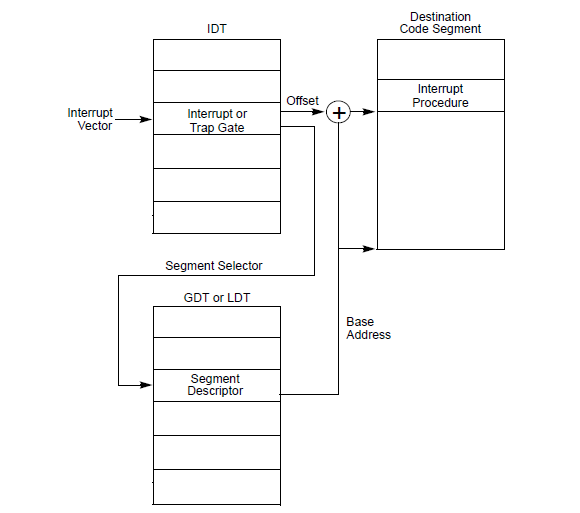 IDT
Destination
Code Segment
Interrupt
Vector
Interrupt or
Trap Gate
Offset
+
Interrupt
Procedure
Segment Selector
GDT or LDT
Base
Address
Segment
Descriptor